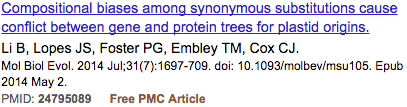 Compositional biases among synonymous substitutions cause
conflict between gene and protein trees for plastid origins.
Li B, Lopes JS, Foster PG, Embley TM, Cox CJ.
Mol Biol Evol. 2014 Jul;31(7):1697-709. doi: 10.1093/molbev/msu105. Epub
2014 May 2.
PMID: 24795089 Free PMC Article